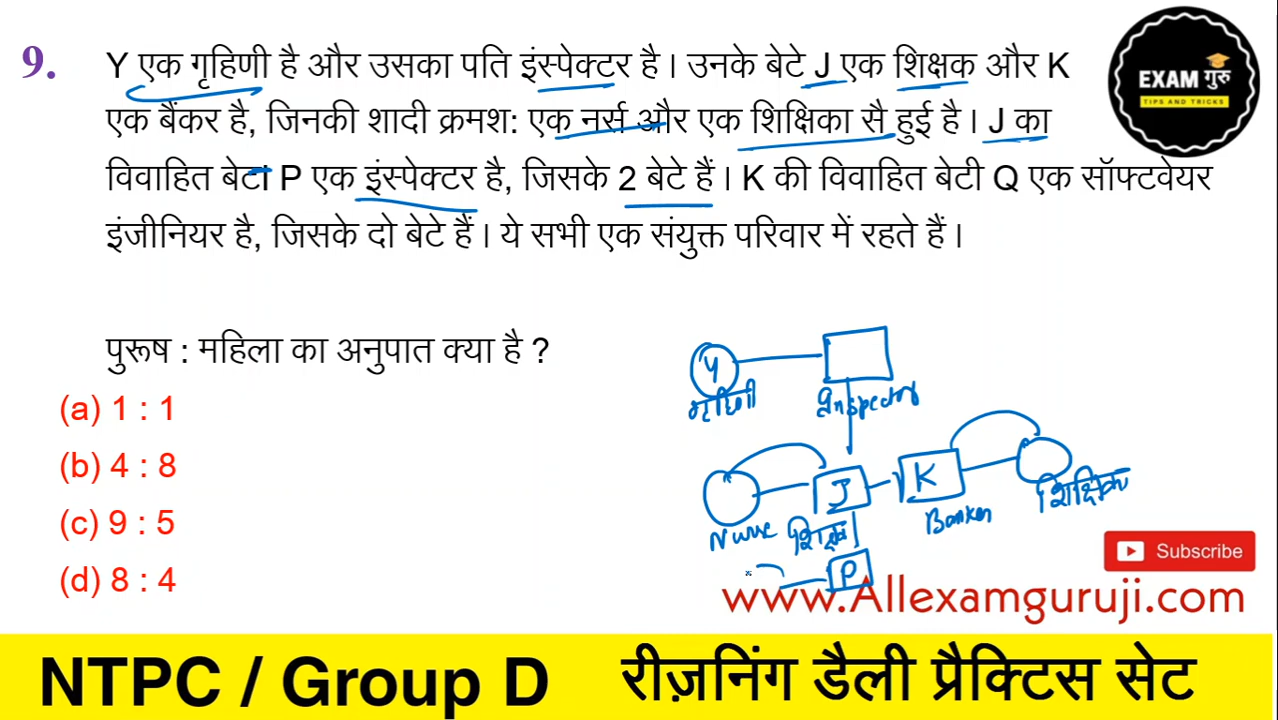 9.
Y एक गृहिणी है और उसका पति इंस्पेक्टर है। उनके बेटे J एक शिक्षक और K
एक बैंकर है, जिनकी शादी क्रमश: एक नर्स और एक शिक्षिका सै हुई है। J का
विवाहित बेटा P एक इंस्पेक्टर है, जिसके 2 बेटे हैं। K की विवाहित बेटी Q एक सॉफ्टवेयर
इंजीनियर है, जिसके दो बेटे हैं। ये सभी एक संयुक्त परिवार में रहते हैं।
EXAM गुरु
TIPS AND TRICKS
पुरूष : महिला का अनुपात क्या है ?
(a) 1 : 1
(b) 4 : 8
(c) 9 : 5
(d) 8 : 4
Y
गृहिणी
Inspector
J
K
Nurse
शिक्षक
Banker
शिक्षिका
P
Subscribe
www.Allexamguruji.com
NTPC / Group D रीज़निंग डैली प्रैक्टिस सेट